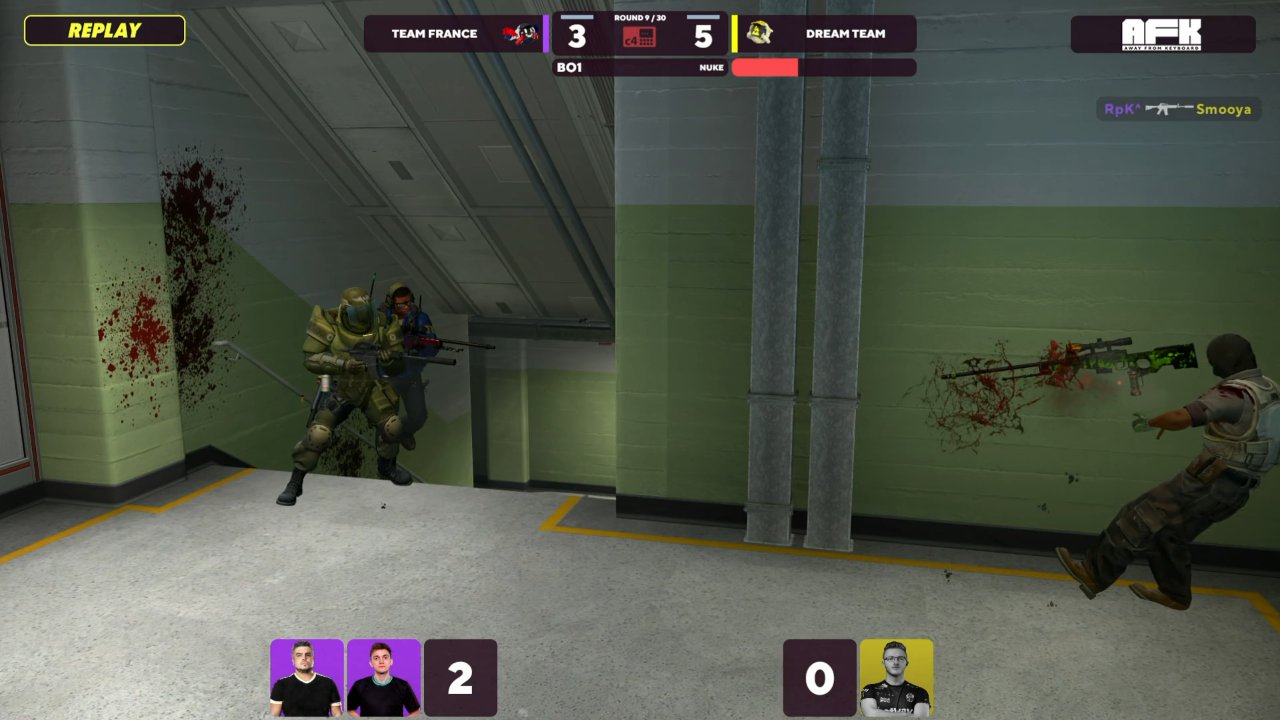 REPLAY
TEAM FRANCE
3
ROUND 9 / 30
C4
5
DREAM TEAM
AFK
AWAY FROM KEYBOARD
BO1
NUKE
RpK^ Smooya
2
0